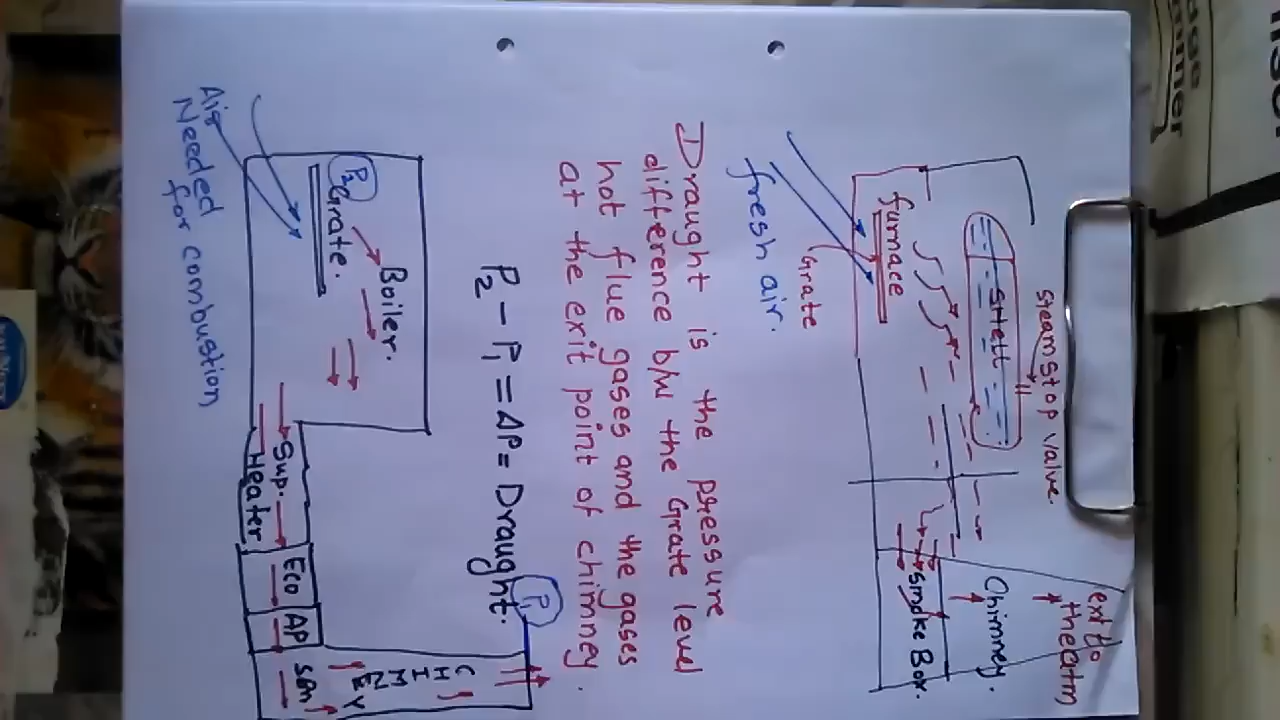 steam stop valve.
shell
furnace
Grate
fresh air.
Chimney.
smoke Box.
ext to
the atm
Draught is the pressure
difference b/w the Grate level
hot flue gases and the gases
at the exit point of chimney.
P2 - P1 = ΔP = Draught.
P1
Boiler.
P2
Grate.
Air
Needed
for combustion
Sup.
Heater
Eco
AP
CHIMNEY